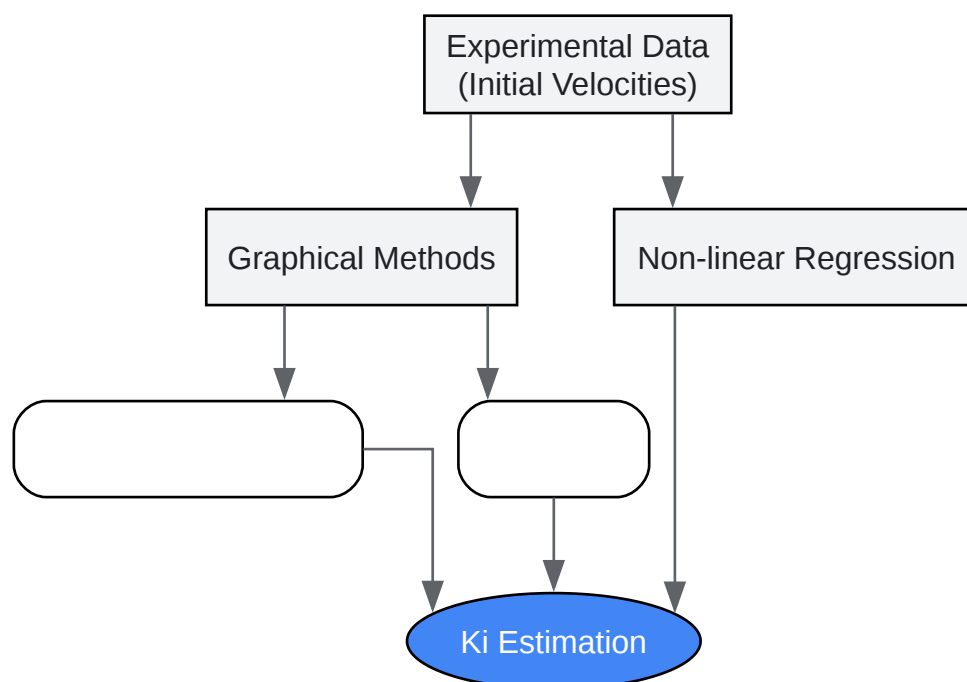 Experimental Data
(Initial Velocities)
Graphical Methods
Non-linear Regression
Ki Estimation